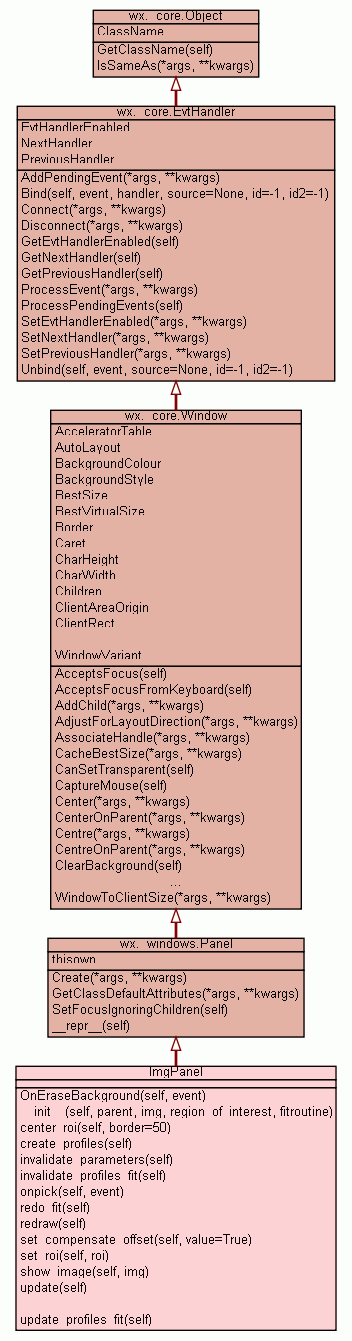 wx._core.Object
ClassName
GetClassName(self)
IsSameAs(*args, **kwargs)
wx._core.EvtHandler
EvtHandlerEnabled
NextHandler
PreviousHandler
AddPendingEvent(*args, **kwargs)
Bind(self, event, handler, source=None, id=-1, id2=-1)
Connect(*args, **kwargs)
Disconnect(*args, **kwargs)
GetEvtHandlerEnabled(self)
GetNextHandler(self)
GetPreviousHandler(self)
ProcessEvent(*args, **kwargs)
ProcessPendingEvents(self)
SetEvtHandlerEnabled(*args, **kwargs)
SetNextHandler(*args, **kwargs)
SetPreviousHandler(*args, **kwargs)
Unbind(self, event, source=None, id=-1, id2=-1)
wx._core.Window
AcceleratorTable
AutoLayout
BackgroundColour
BackgroundStyle
BestSize
BestVirtualSize
Border
Caret
CharHeight
CharWidth
Children
ClientAreaOrigin
ClientRect
WindowVariant
AcceptsFocus(self)
AcceptsFocusFromKeyboard(self)
AddChild(*args, **kwargs)
AdjustForLayoutDirection(*args, **kwargs)
AssociateHandle(*args, **kwargs)
CacheBestSize(*args, **kwargs)
CanSetTransparent(self)
CaptureMouse(self)
Center(*args, **kwargs)
CenterOnParent(*args, **kwargs)
Centre(*args, **kwargs)
CentreOnParent(*args, **kwargs)
ClearBackground(self)
...
WindowToClientSize(*args, **kwargs)
wx._windows.Panel
thisown
Create(*args, **kwargs)
GetClassDefaultAttributes(*args, **kwargs)
SetFocusIgnoringChildren(self)
__repr__(self)
ImgPanel
OnEraseBackground(self, event)
__init__(self, parent, img, region_of_interest, fitroutine)
center_roi(self, border=50)
create_profiles(self)
invalidate_parameters(self)
invalidate_profiles_fit(self)
onpick(self, event)
redo_fit(self)
redraw(self)
set_compensate_offset(self, value=True)
set_roi(self, roi)
show_image(self, img)
update(self)
update_profiles_fit(self)